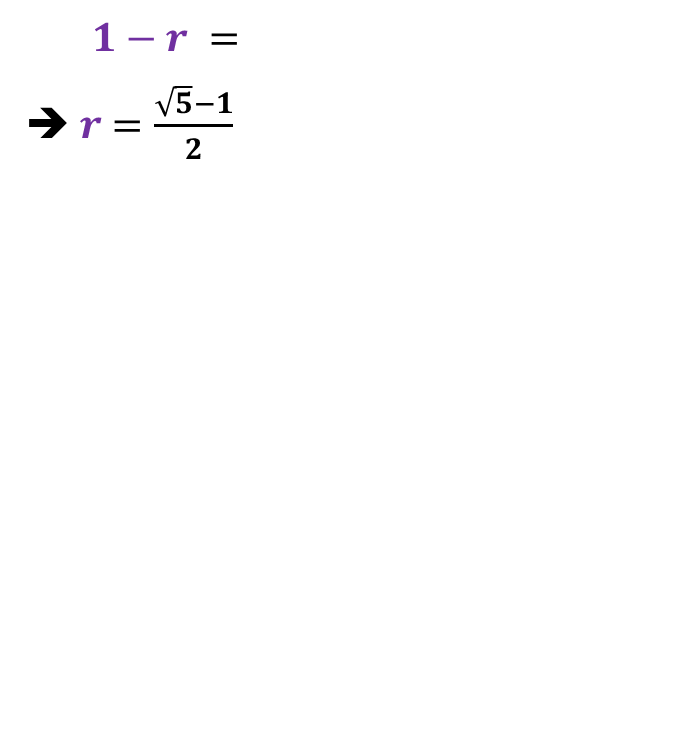 1 − r =
➔ r = (√5−1)/2